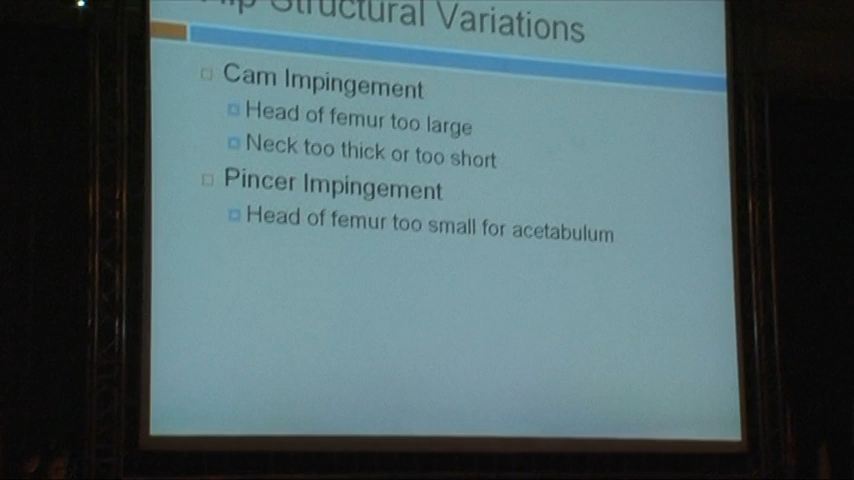 Hip Structural Variations
Cam Impingement
Head of femur too large
Neck too thick or too short
Pincer Impingement
Head of femur too small for acetabulum